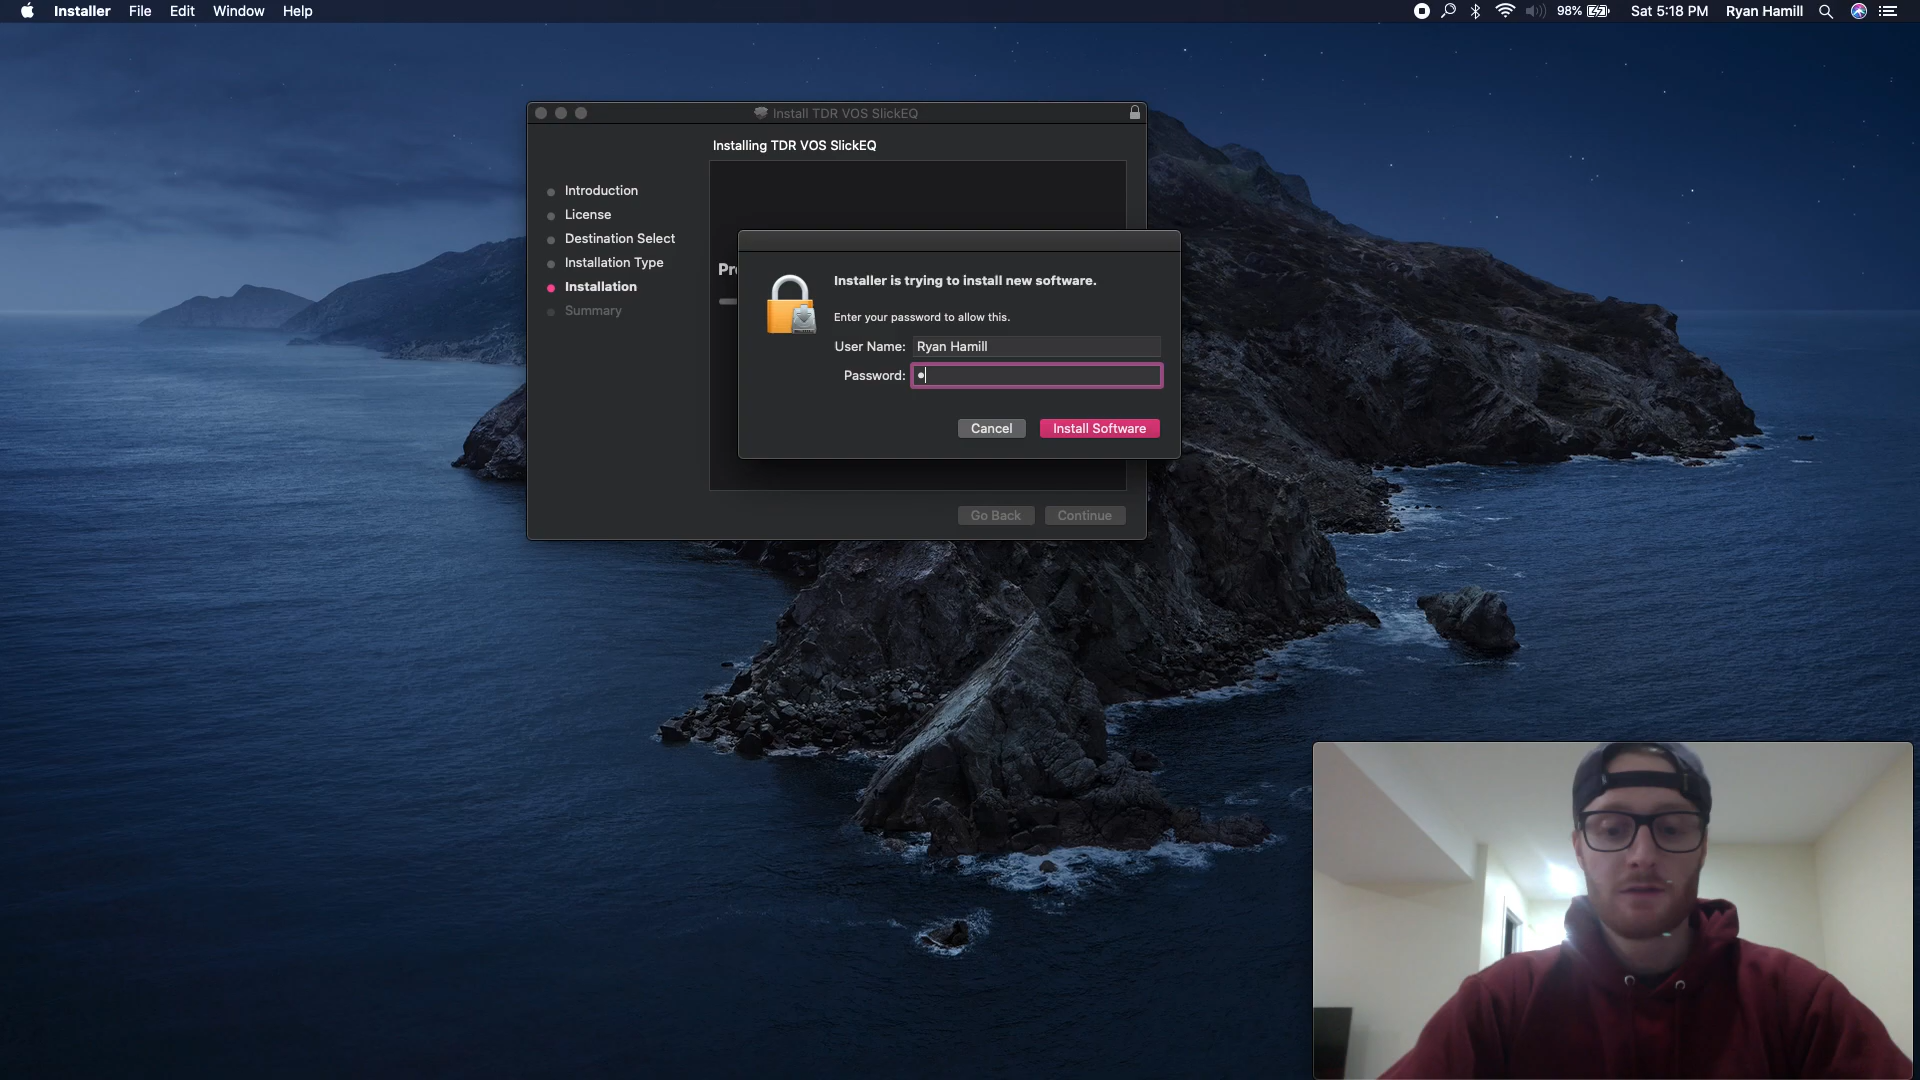 Installer File Edit Window Help
98% Sat 5:18 PM Ryan Hamill
Install TDR VOS SlickEQ
Installing TDR VOS SlickEQ
Introduction
License
Destination Select
Installation Type
Installation
Summary
Installer is trying to install new software.
Enter your password to allow this.
User Name: Ryan Hamill
Password:
Cancel Install Software
Go Back Continue